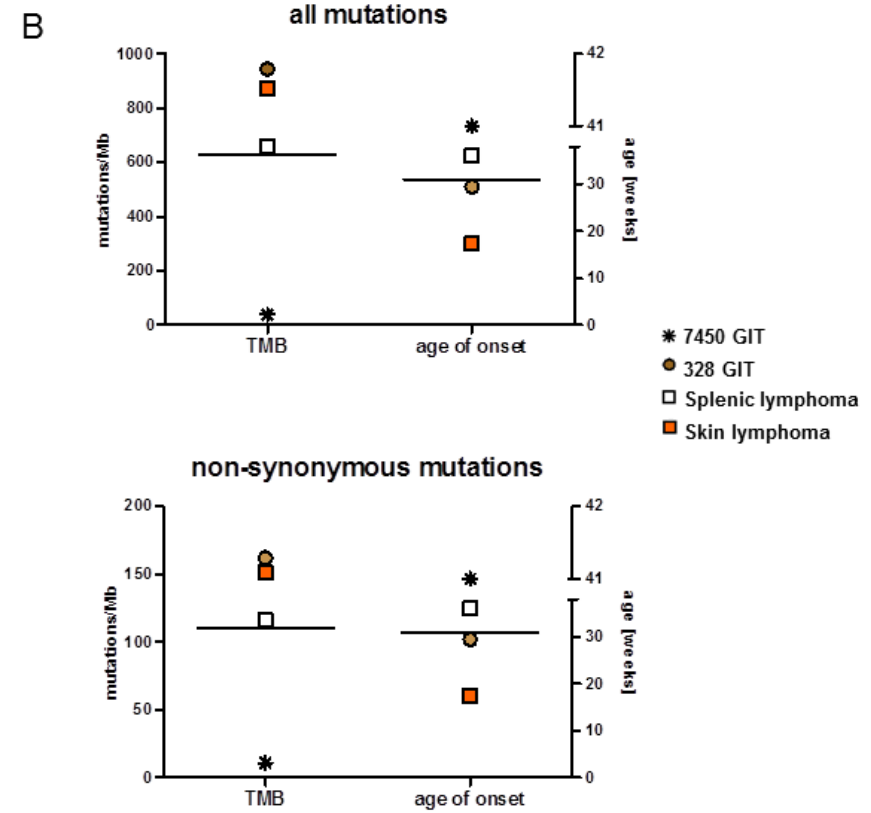 B
all mutations
1000
800
600
400
200
0
mutations/Mb
42
41
30
20
10
0
age [weeks]
TMB
age of onset
7450 GIT
328 GIT
Splenic lymphoma
Skin lymphoma
non-synonymous mutations
200
150
100
50
0
mutations/Mb
42
41
30
20
10
0
age [weeks]
TMB
age of onset